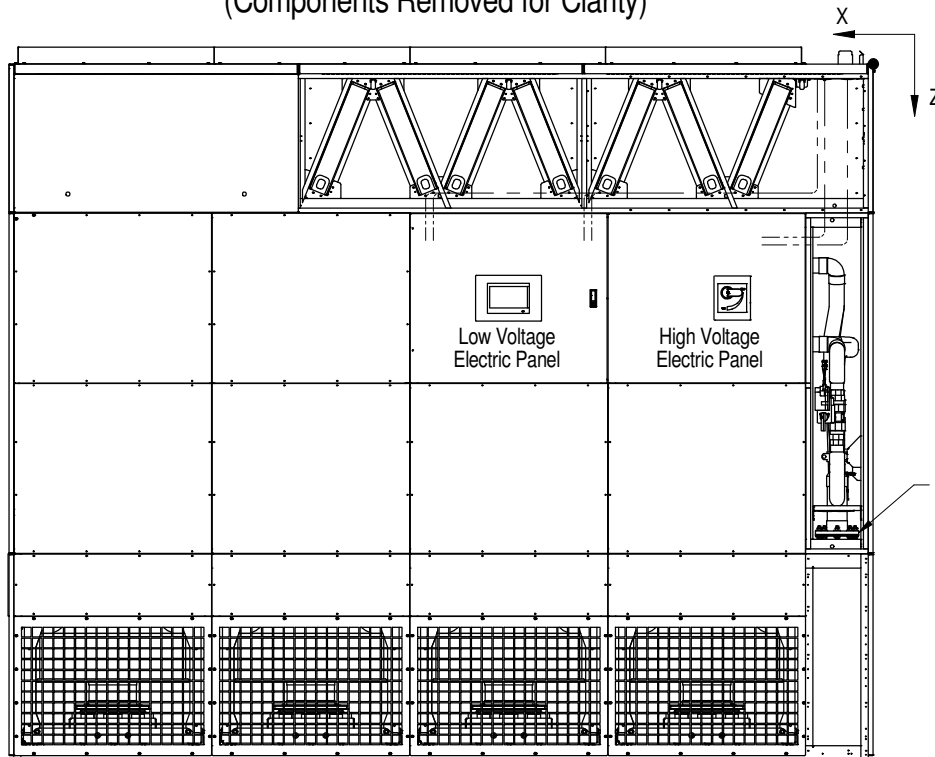 (Components Removed for Clarity)
X
Z
Low Voltage
Electric Panel
High Voltage
Electric Panel